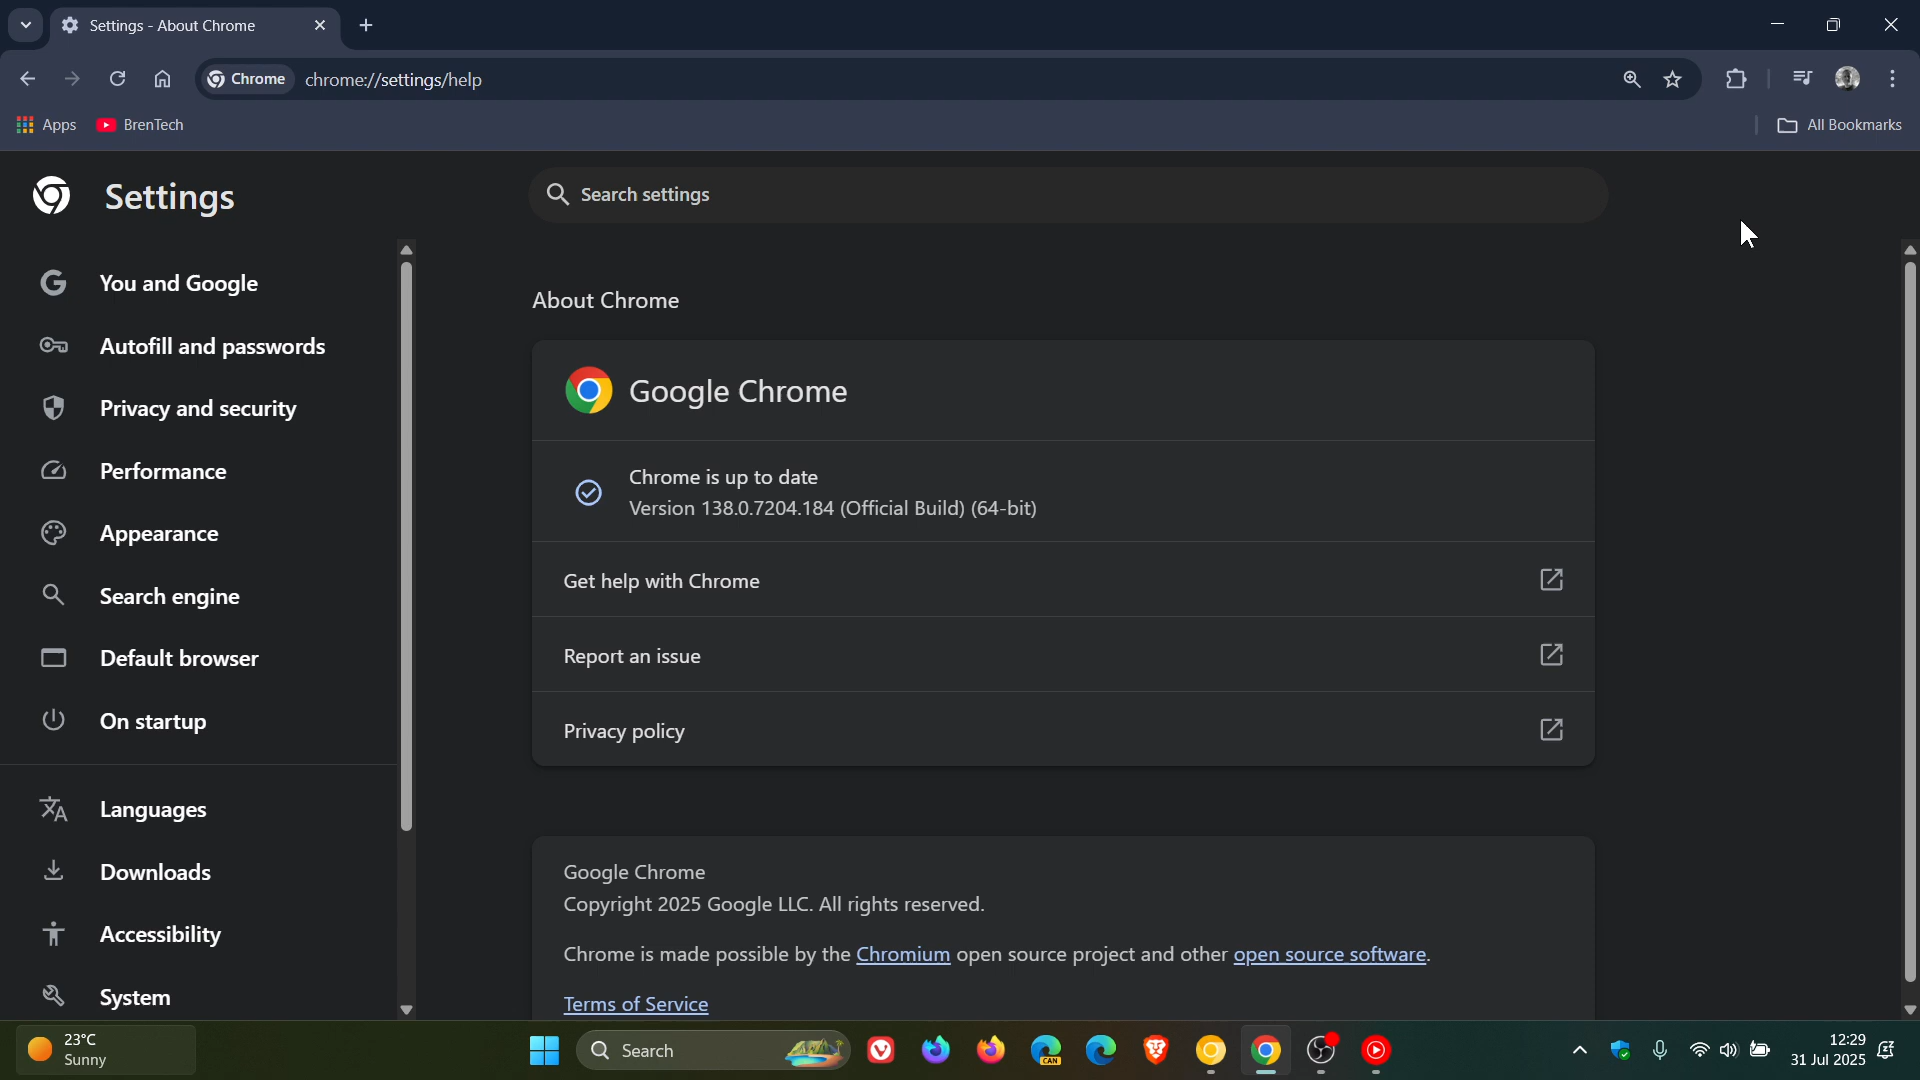 Settings - About Chrome
Chrome
chrome://settings/help
Apps
BrenTech
All Bookmarks
Settings
Search settings
You and Google
Autofill and passwords
Privacy and security
Performance
Appearance
Search engine
Default browser
On startup
Languages
Downloads
Accessibility
System
About Chrome
Google Chrome
Chrome is up to date
Version 138.0.7204.184 (Official Build) (64-bit)
Get help with Chrome
Report an issue
Privacy policy
Google Chrome
Copyright 2025 Google LLC. All rights reserved.
Chrome is made possible by the Chromium open source project and other open source software.
Terms of Service
23°C
Sunny
Search
CAN
12:29
31 Jul 2025